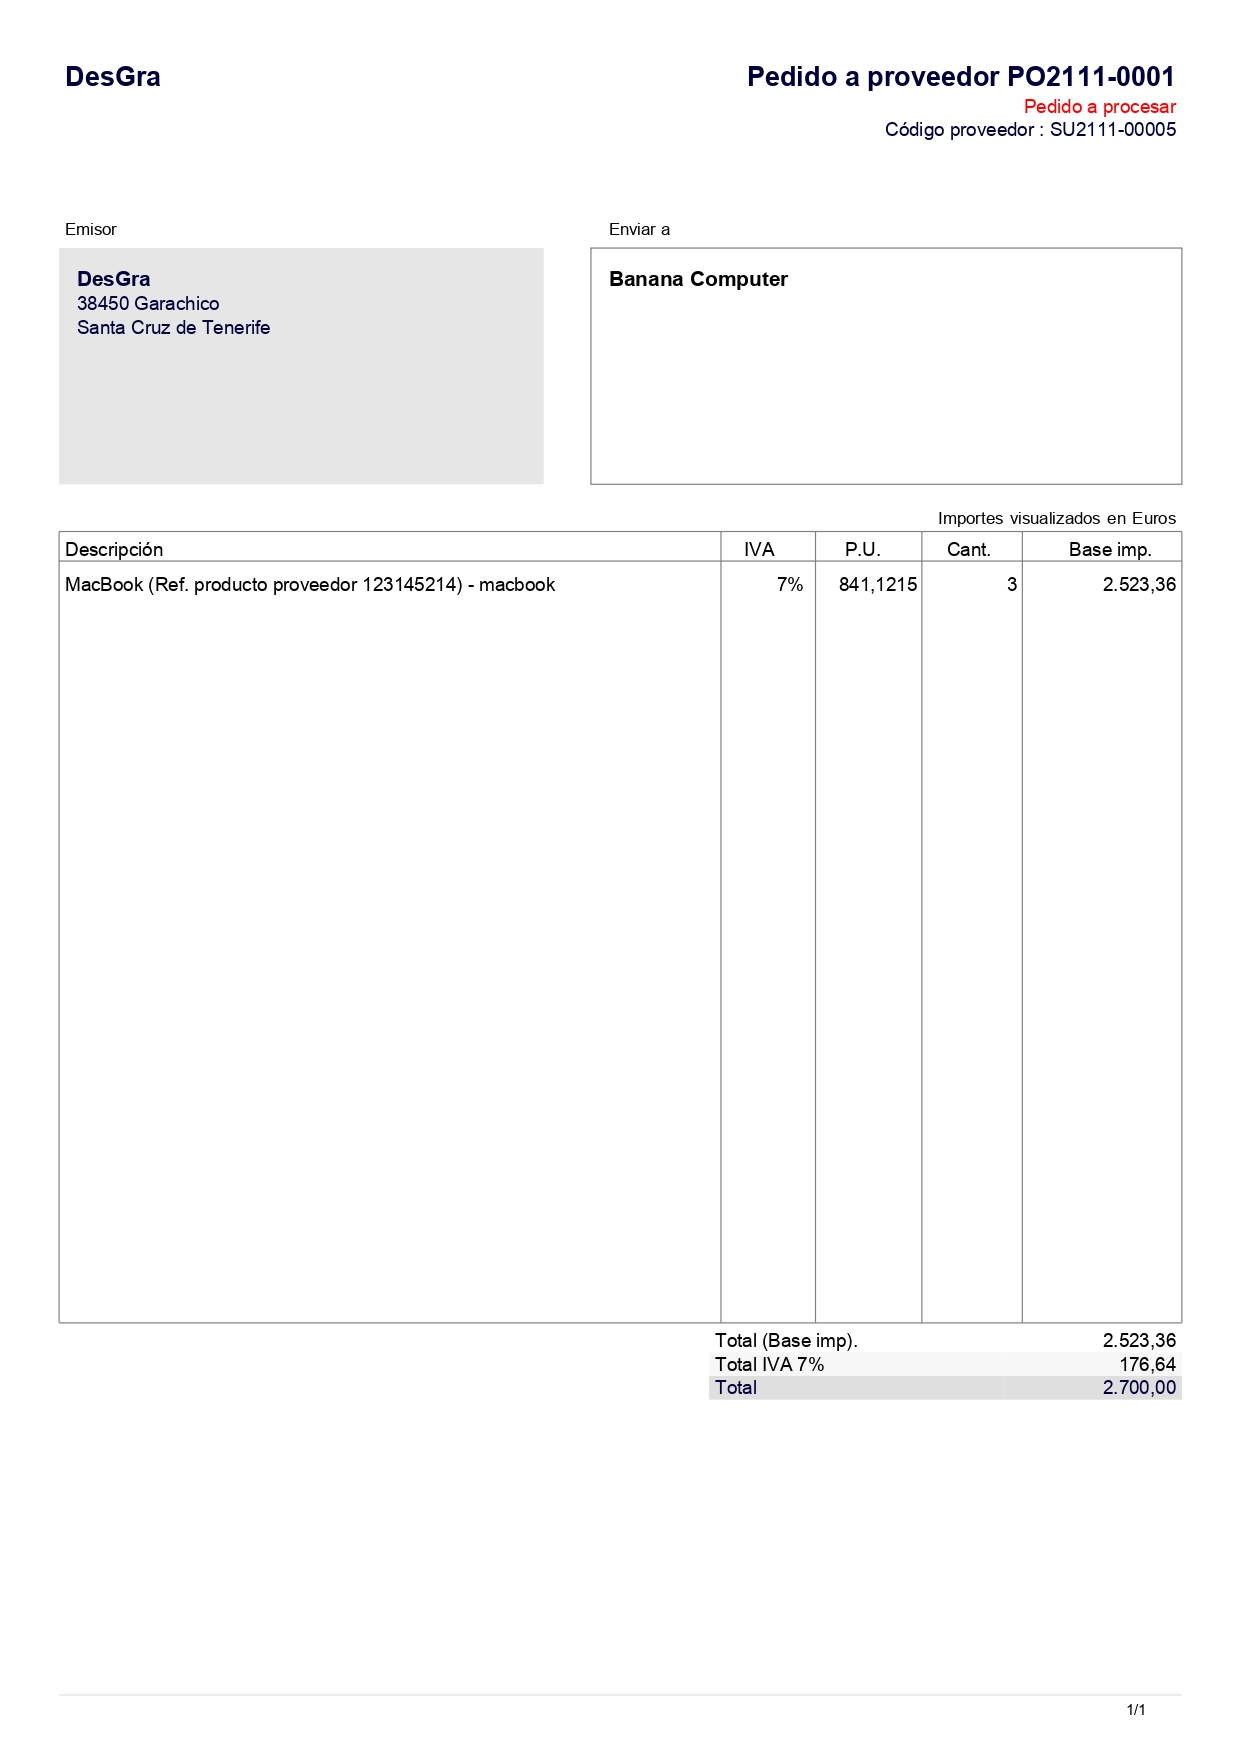 DesGra
Pedido a proveedor PO2111-0001
Pedido a procesar
Código proveedor : SU2111-00005
Emisor
DesGra
38450 Garachico
Santa Cruz de Tenerife
Enviar a
Banana Computer
Importes visualizados en Euros
Descripción IVA P.U. Cant. Base imp.
MacBook (Ref. producto proveedor 123145214) - macbook 7% 841,1215 3 2.523,36
Total (Base imp). 2.523,36
Total IVA 7% 176,64
Total 2.700,00
1/1